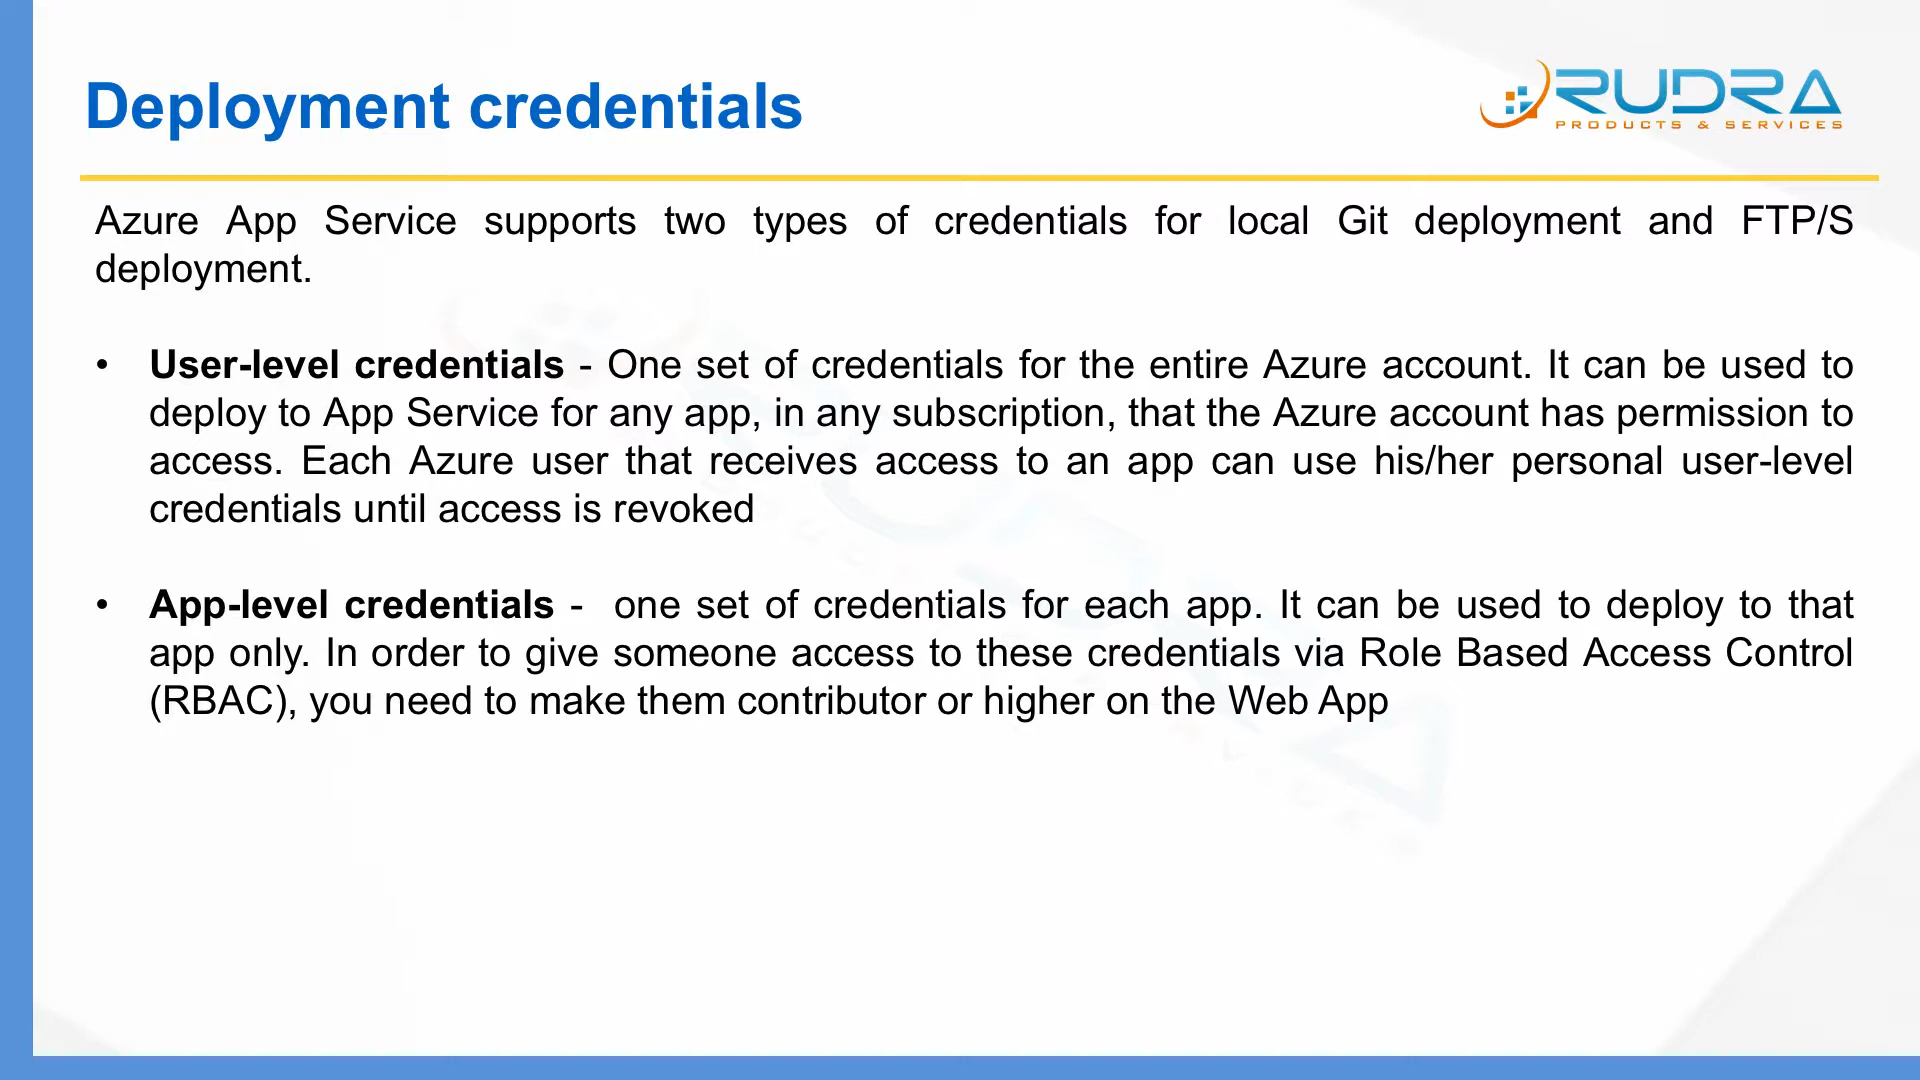 Deployment credentials
RUDRA
PRODUCTS & SERVICES
Azure App Service supports two types of credentials for local Git deployment and FTP/S
deployment.
• User-level credentials - One set of credentials for the entire Azure account. It can be used to
deploy to App Service for any app, in any subscription, that the Azure account has permission to
access. Each Azure user that receives access to an app can use his/her personal user-level
credentials until access is revoked
• App-level credentials -  one set of credentials for each app. It can be used to deploy to that
app only. In order to give someone access to these credentials via Role Based Access Control
(RBAC), you need to make them contributor or higher on the Web App